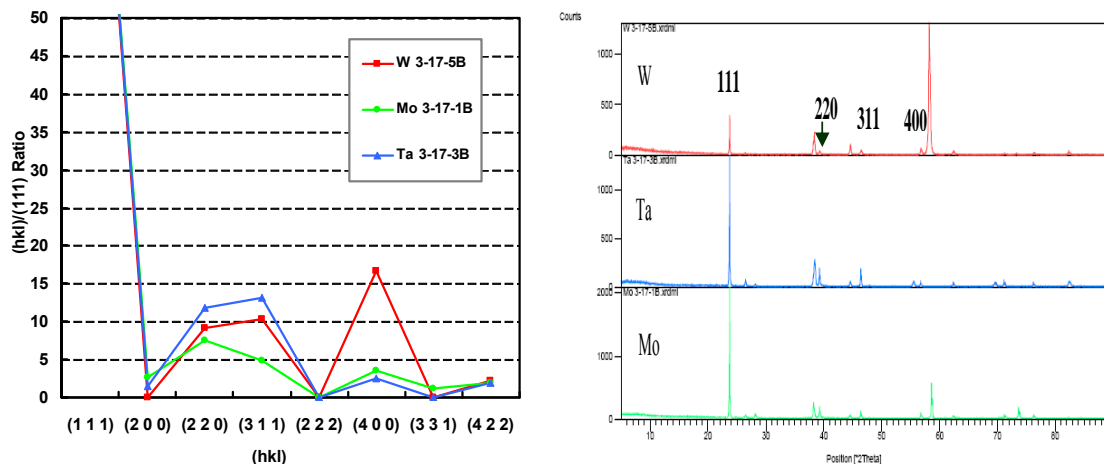 50
45
40
35
30
25
20
15
10
5
0
(hkl)/(111) Ratio
W 3-17-5B
Mo 3-17-1B
Ta 3-17-3B
(1 1 1) (2 0 0) (2 2 0) (3 1 1) (2 2 2) (4 0 0) (3 3 1) (4 2 2)
(hkl)
Counts
W 3-17-5B.xrdml
1000
500
0
W
111
220
311
400
Ta 3-17-3B.xrdml
1000
500
0
Ta
Mo 3-17-1B.xrdml
2000
1000
0
Mo
10 20 30 40 50 60 70 80
Position [°2Theta]